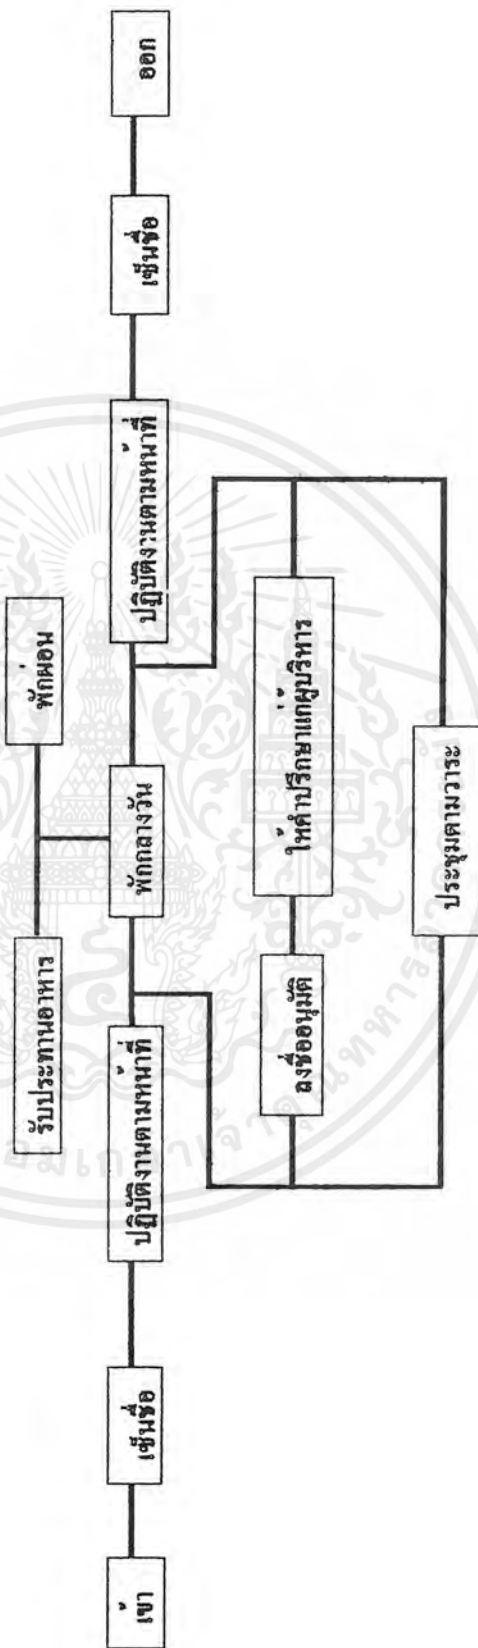 เข้า
เซ็นชื่อ
ปฏิบัติงานตามหน้าที่
รับประทานอาหาร
พักผ่อน
พักกลางวัน
ปฏิบัติงานตามหน้าที่
เซ็นชื่อ
ออก
ลงชื่ออนุมัติ
ให้คำปรึกษาแก่ผู้บริหาร
ประชุมตามวาระ